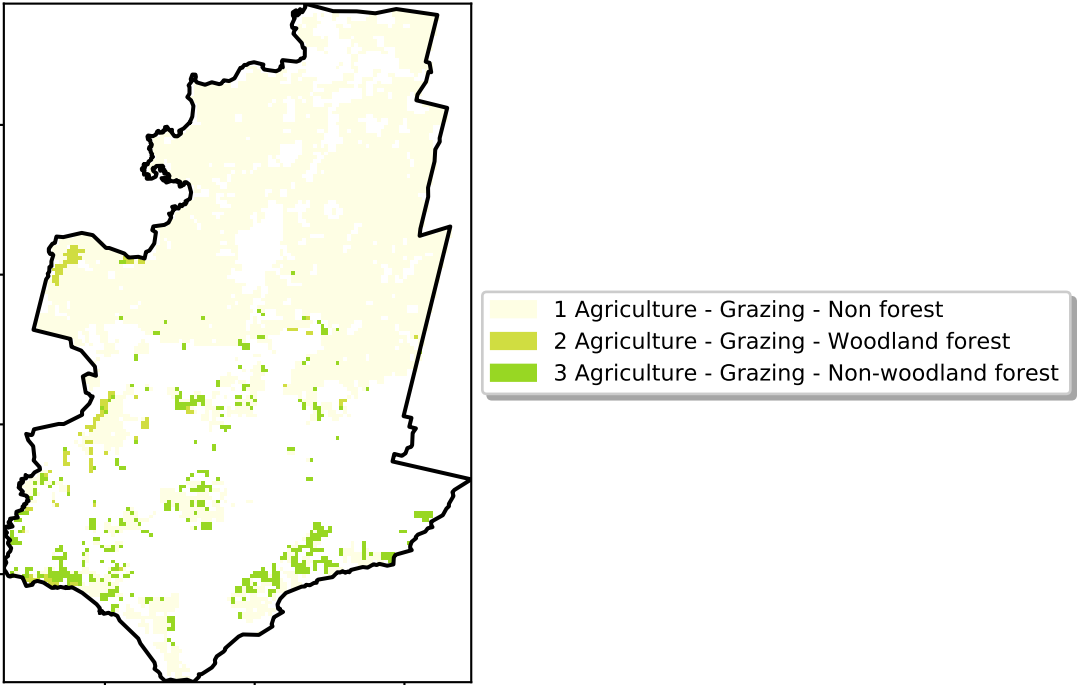 1 Agriculture - Grazing - Non forest
2 Agriculture - Grazing - Woodland forest
3 Agriculture - Grazing - Non-woodland forest